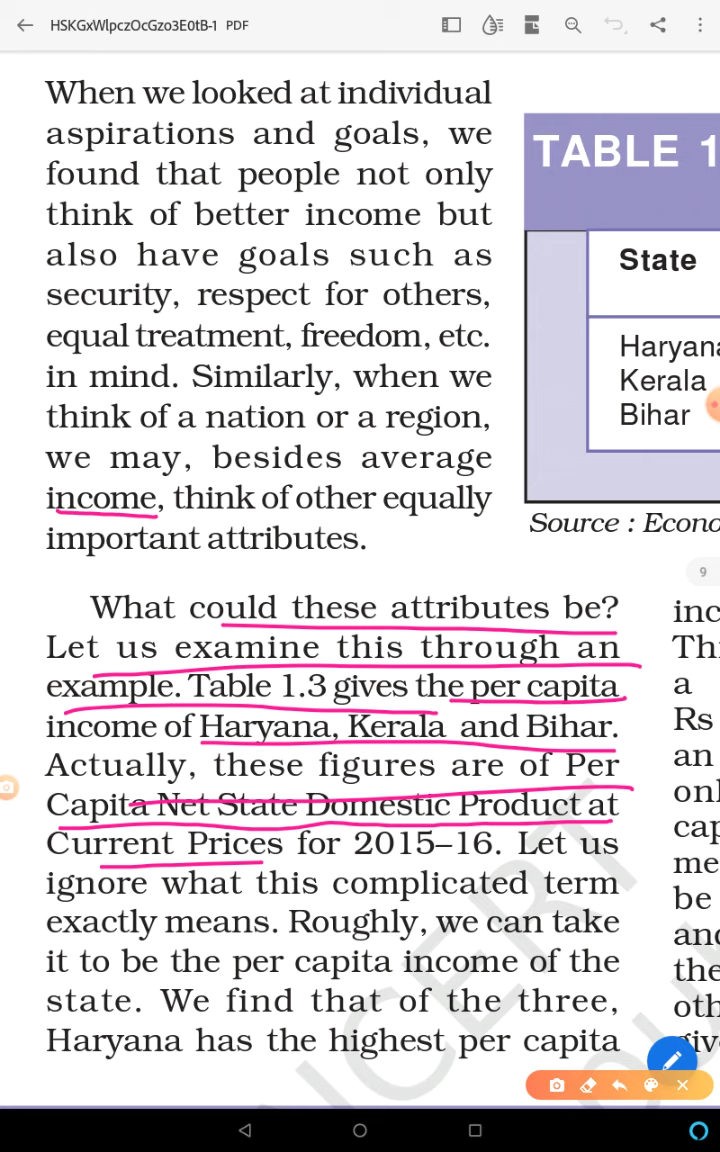 HSKGxWlpczOcGzo3E0tB-1 PDF
When we looked at individual
aspirations and goals, we
found that people not only
think of better income but
also have goals such as
security, respect for others,
equal treatment, freedom, etc.
in mind. Similarly, when we
think of a nation or a region,
we may, besides average
income, think of other equally
important attributes.
What could these attributes be?
Let us examine this through an
example. Table 1.3 gives the per capita
income of Haryana, Kerala and Bihar.
Actually, these figures are of Per
Capita Net State Domestic Product at
Current Prices for 2015–16. Let us
ignore what this complicated term
exactly means. Roughly, we can take
it to be the per capita income of the
state. We find that of the three,
Haryana has the highest per capita
TABLE 1
State
Haryana
Kerala
Bihar
Source : Econo
9
inc
Thi
a
Rs
an
onl
cap
me
be
and
the
oth
give
NCERT